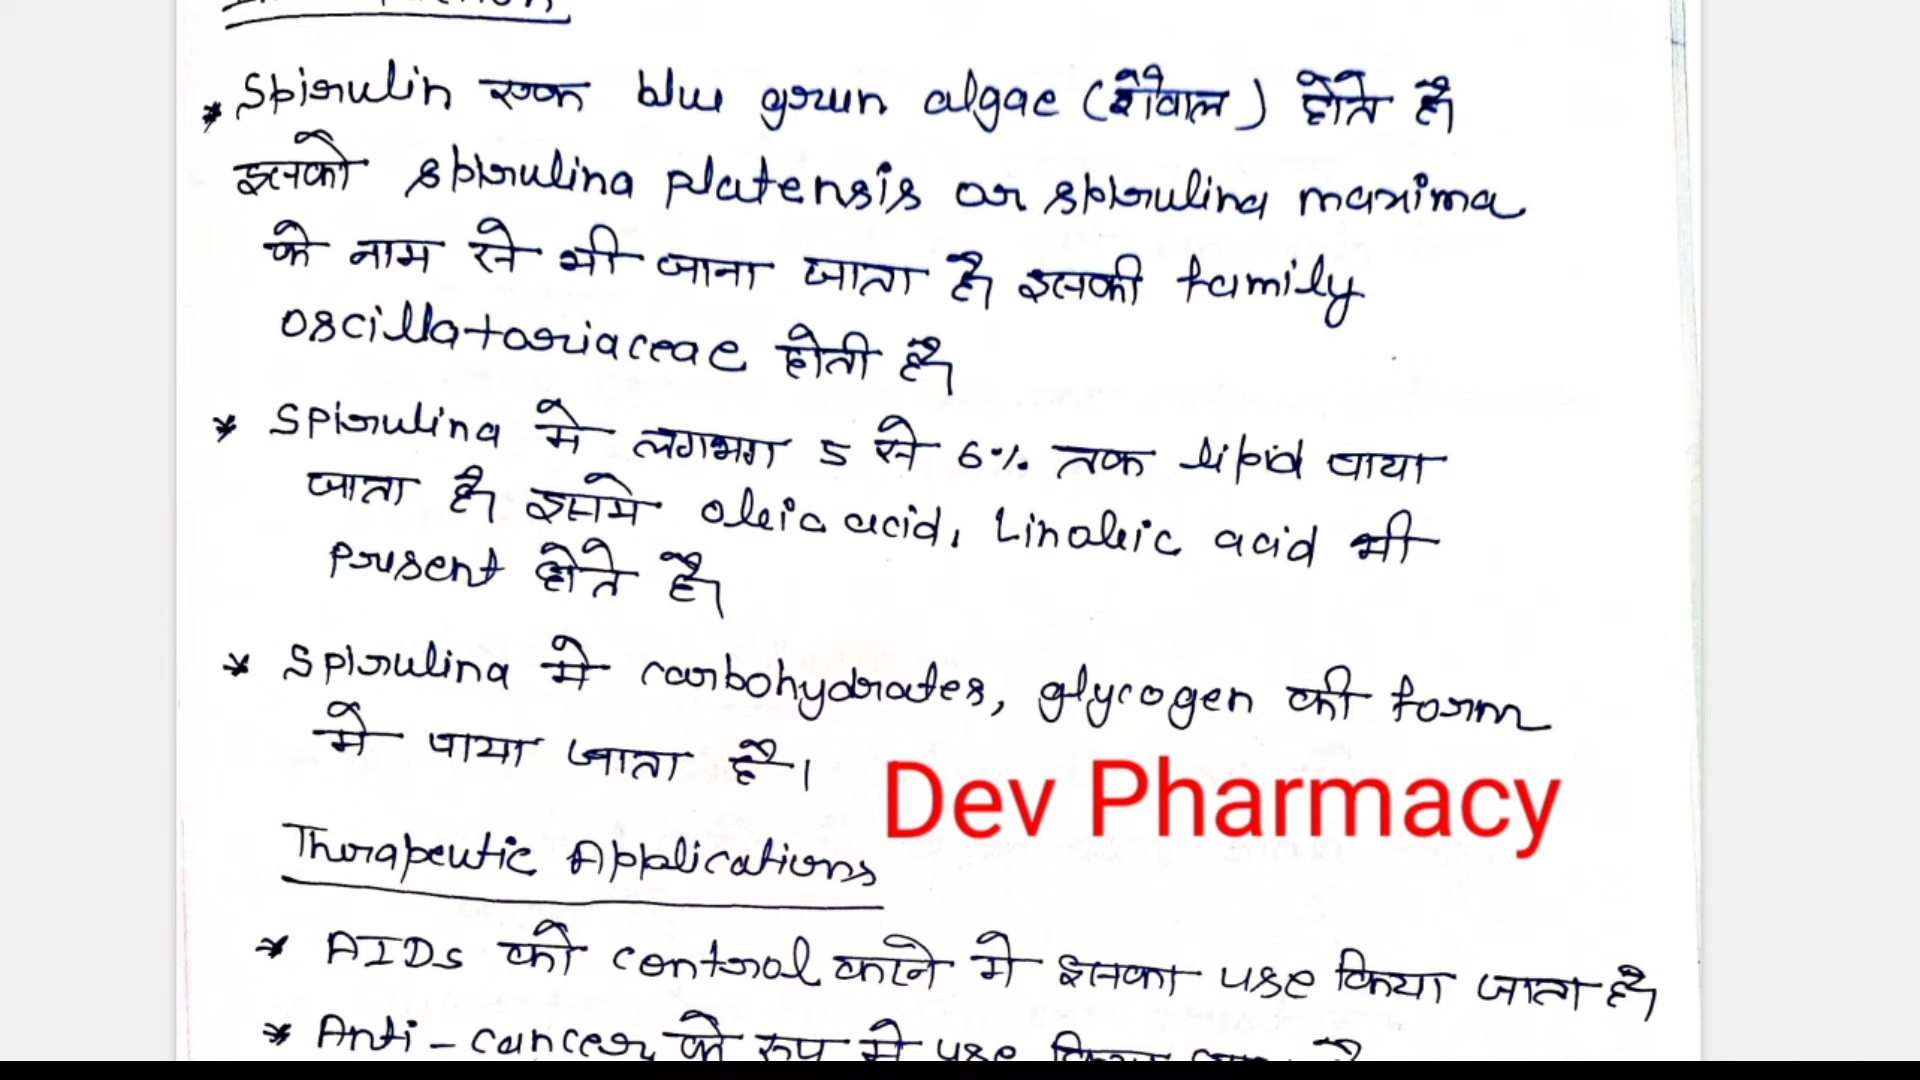 * Spirulin एक blue green algae (शैवाल) होते है।
इसको spirulina platensis or spirulina maxima
के नाम से भी जाना जाता है। इसकी family
oscillatoriaceae होती है।
* Spirulina मे लगभग 5 से 6% तक lipid पाया
जाता है। इसमे oleic acid, Linoleic acid भी
present होते है।
* Spirulina मे carbohydrates, glycogen की form
मे पाया जाता है।
Dev Pharmacy
Therapeutic Applications
* AIDs को control करने मे इसका use किया जाता है।
* Anti-cancer के रूप मे use किया